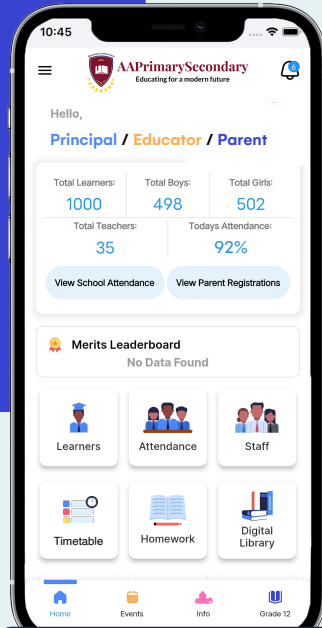 10:45
AAPrimarySecondary
Educating for a modern future
6
Hello,
Principal / Educator / Parent
Total Learners: Total Boys: Total Girls:
1000 498 502
Total Teachers: Todays Attendance:
35 92%
View School Attendance View Parent Registrations
Merits Leaderboard
No Data Found
Learners Attendance Staff
Timetable Homework Digital
Library
Home Events Info Grade 12